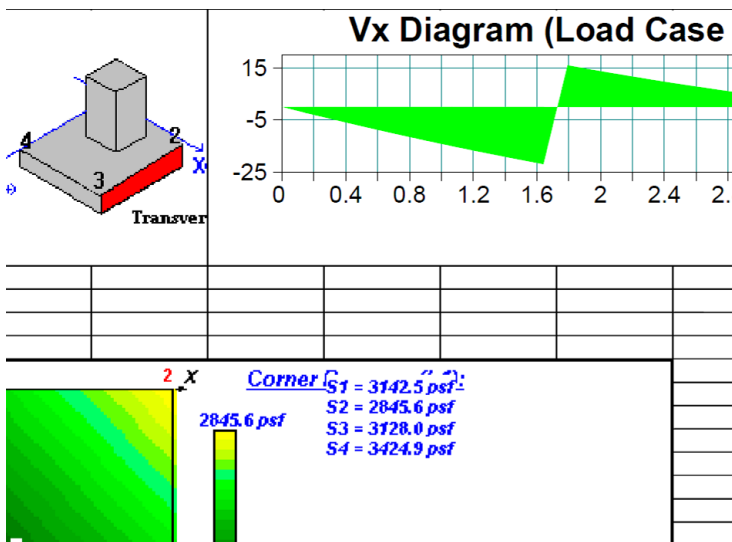 Vx Diagram (Load Case
15
-5
-25
0 0.4 0.8 1.2 1.6 2 2.4 2.
4
2
X
3
Transver
2 X
Corner
S1 = 3142.5 psf
2845.6 psf
S2 = 2845.6 psf
S3 = 3128.0 psf
S4 = 3424.9 psf